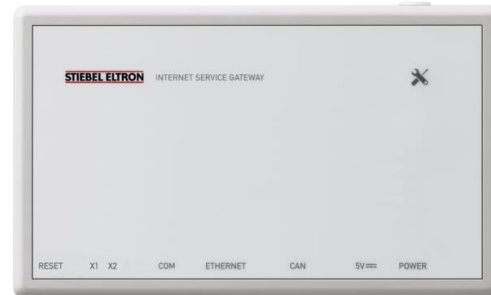 STIEBEL ELTRON INTERNET SERVICE GATEWAY
RESET X1 X2 COM ETHERNET CAN 5V POWER